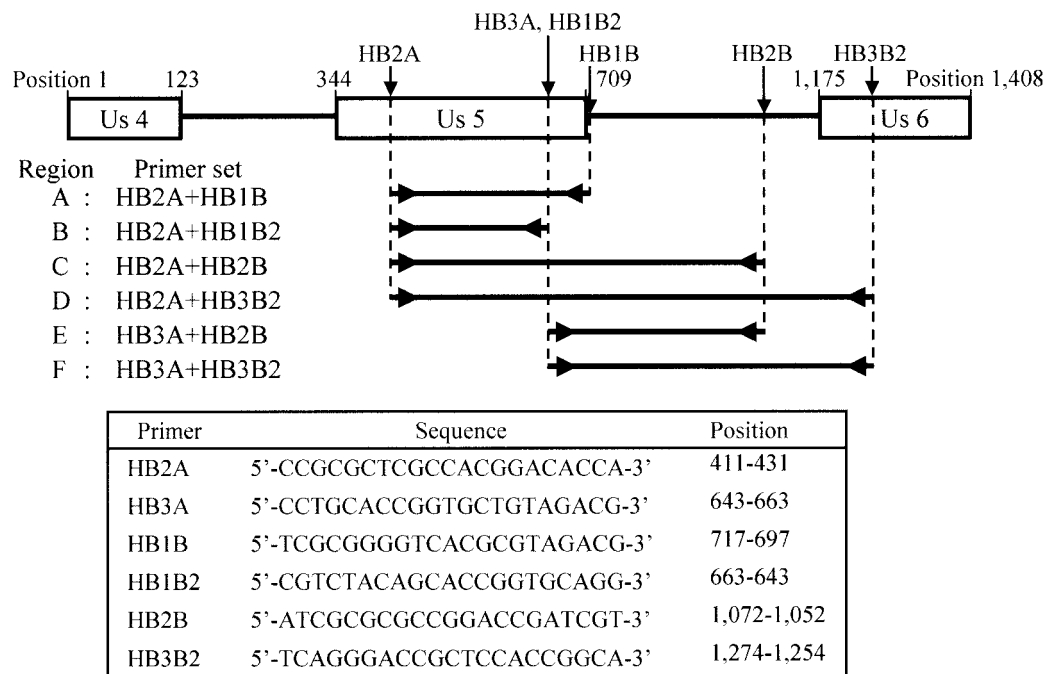 HB3A, HB1B2
HB2A HB1B HB2B HB3B2
Position 1 123 344 709 1,175 Position 1,408
Us 4 Us 5 Us 6
Region Primer set
A : HB2A+HB1B
B : HB2A+HB1B2
C : HB2A+HB2B
D : HB2A+HB3B2
E : HB3A+HB2B
F : HB3A+HB3B2
Primer Sequence Position
HB2A 5’-CCGCGCTCGCCACGGACACCA-3’ 411-431
HB3A 5’-CCTGCACCGGTGCTGTAGACG-3’ 643-663
HB1B 5’-TCGCGGGGTCACGCGTAGACG-3’ 717-697
HB1B2 5’-CGTCTACAGCACCGGTGCAGG-3’ 663-643
HB2B 5’-ATCGCGCGCCGGACCGATCGT-3’ 1,072-1,052
HB3B2 5’-TCAGGGACCGCTCCACCGGCA-3’ 1,274-1,254